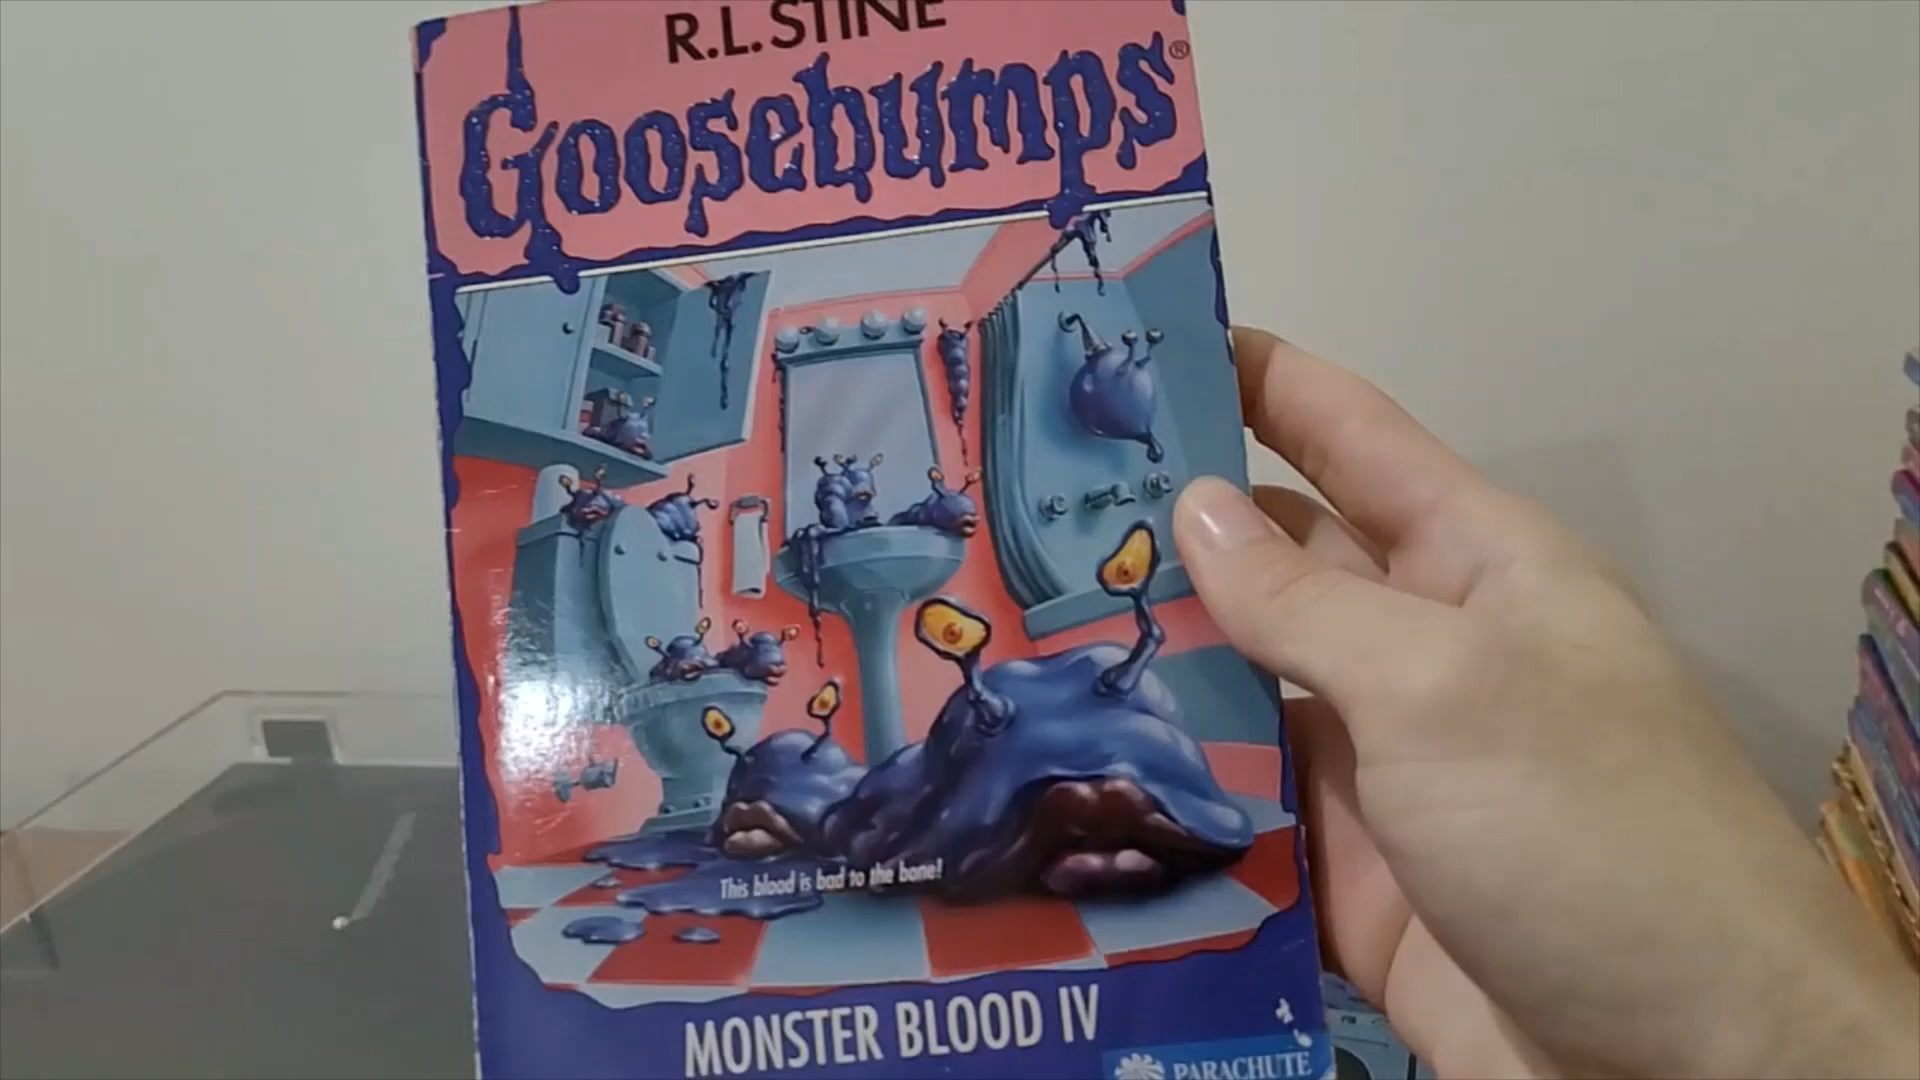 R.L. STINE
Goosebumps®
This blood is bad to the bone!
MONSTER BLOOD IV
PARACHUTE